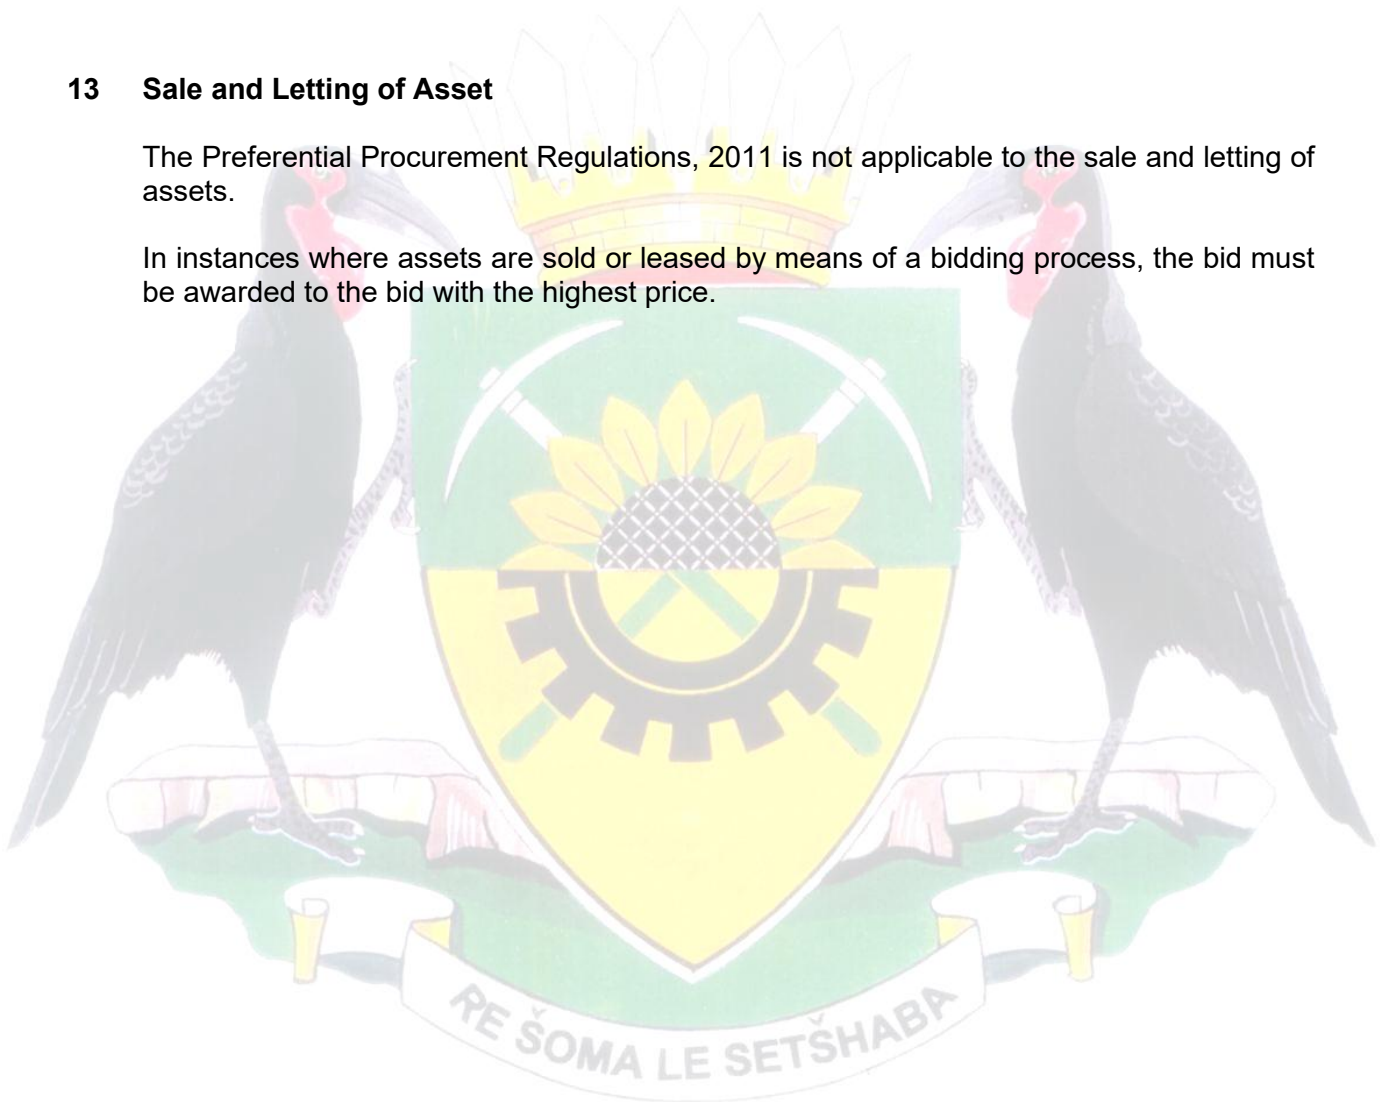 13 Sale and Letting of Asset
The Preferential Procurement Regulations, 2011 is not applicable to the sale and letting of
assets.
In instances where assets are sold or leased by means of a bidding process, the bid must
be awarded to the bid with the highest price.
RE ŠOMA LE SETŠHABA